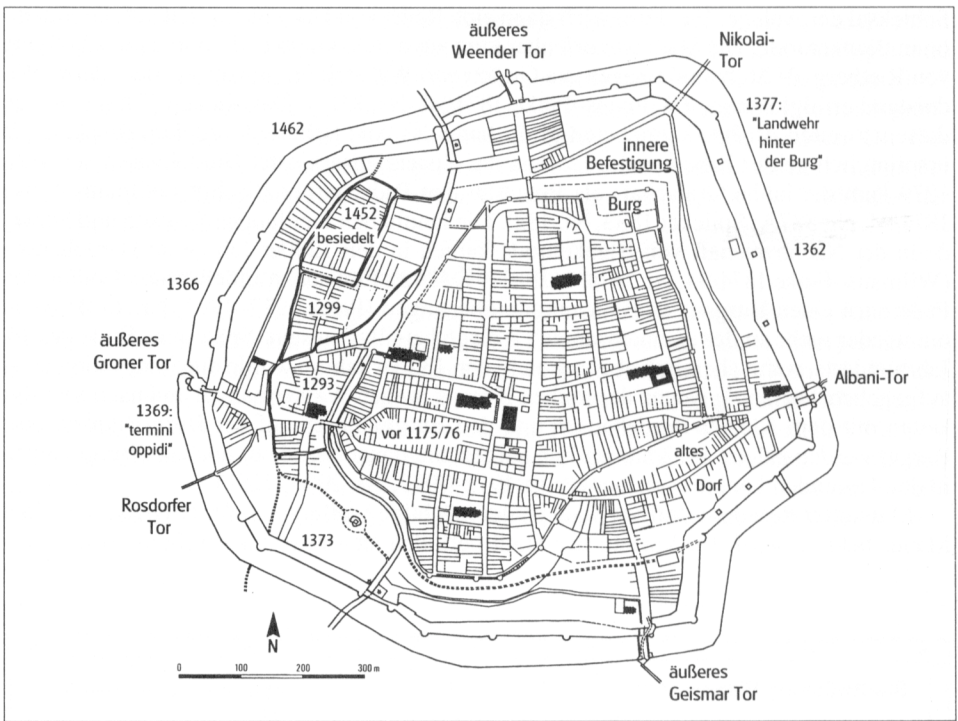 äußeres
Weender Tor
Nikolai-
Tor
1377:
"Landwehr
hinter
der Burg"
1462
innere
Befestigung
Burg
1452
besiedelt
1362
1366
1299
äußeres
Groner Tor
1293
Albani-Tor
1369:
"termini
oppidi"
vor 1175/76
altes
Dorf
Rosdorfer
Tor
1373
N
0 100 200 300 m
äußeres
Geismar Tor